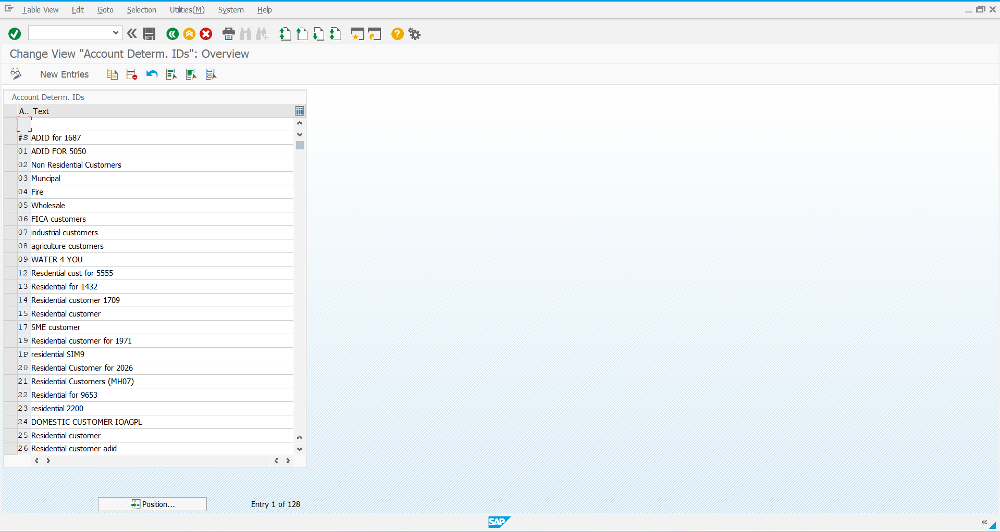 Table View Edit Goto Selection Utilities(M) System Help
Change View "Account Determ. IDs": Overview
New Entries
Account Determ. IDs
A.. Text
#S ADID for 1687
01 ADID FOR 5050
02 Non Residential Customers
03 Muncipal
04 Fire
05 Wholesale
06 FICA customers
07 industrial customers
08 agriculture customers
09 WATER 4 YOU
12 Resdential cust for 5555
13 Residential for 1432
14 Residential customer 1709
15 Residential customer
17 SME customer
19 Residential customer for 1971
1P residential SIM9
20 Residential Customer for 2026
21 Residential Customers (MH07)
22 Residential for 9653
23 residential 2200
24 DOMESTIC CUSTOMER IOAGPL
25 Residential customer
26 Residential customer adid
Position... Entry 1 of 128
SAP